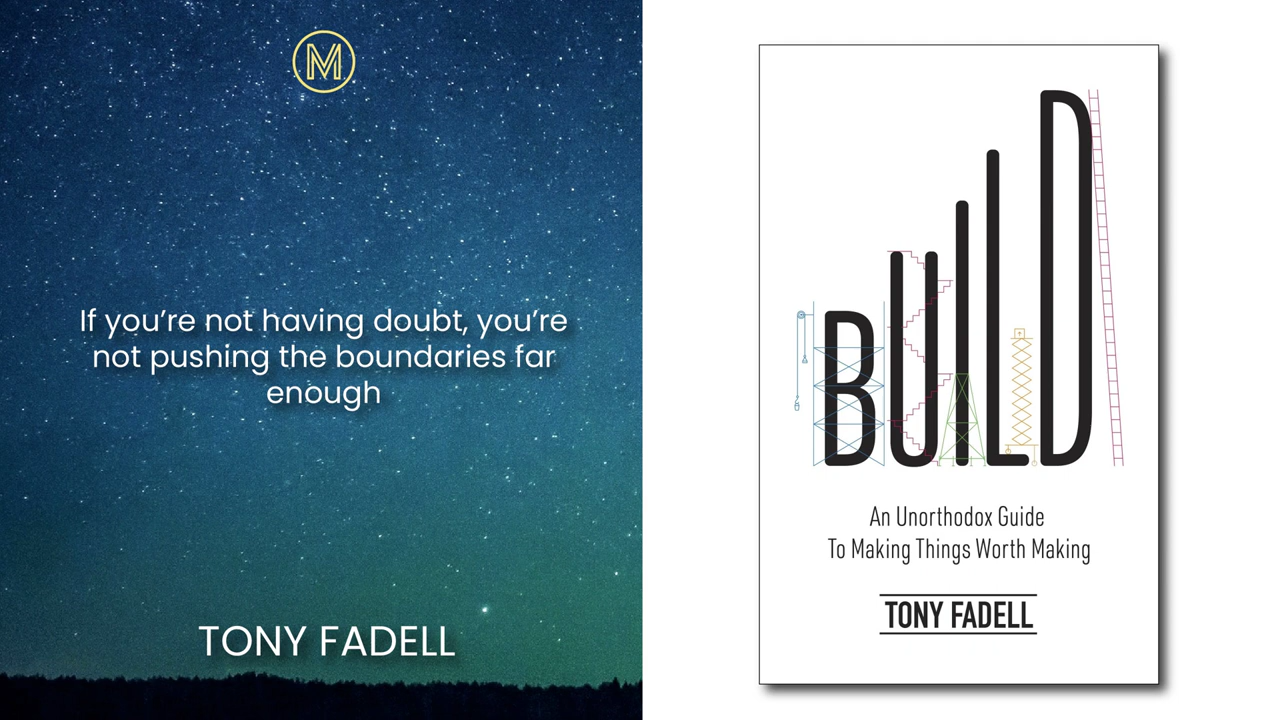 M
If you’re not having doubt, you’re
not pushing the boundaries far
enough
TONY FADELL
BUILD
An Unorthodox Guide
To Making Things Worth Making
TONY FADELL